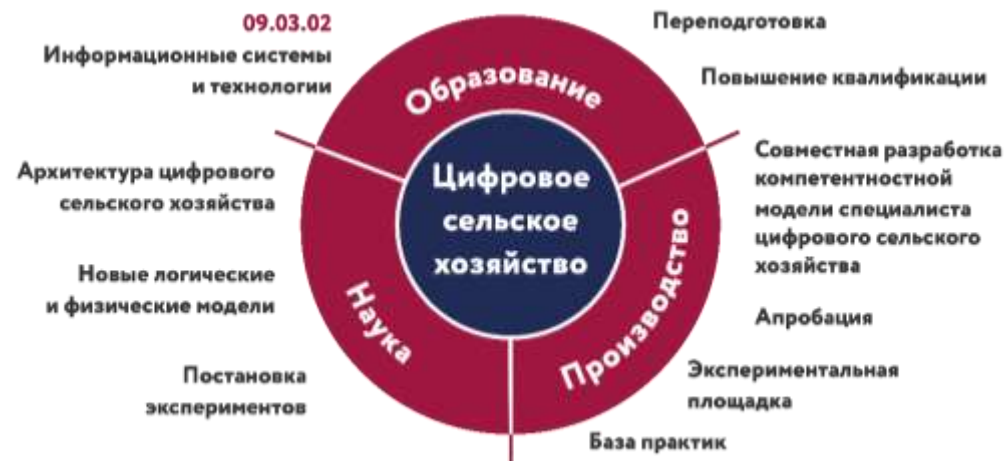 09.03.02
Информационные системы
и технологии
Переподготовка
Повышение квалификации
Образование
Цифровое
сельское
хозяйство
Наука
Производство
Архитектура цифрового
сельского хозяйства
Новые логические
и физические модели
Постановка
экспериментов
Совместная разработка
компетентностной
модели специалиста
цифрового сельского
хозяйства
Апробация
Экспериментальная
площадка
База практик